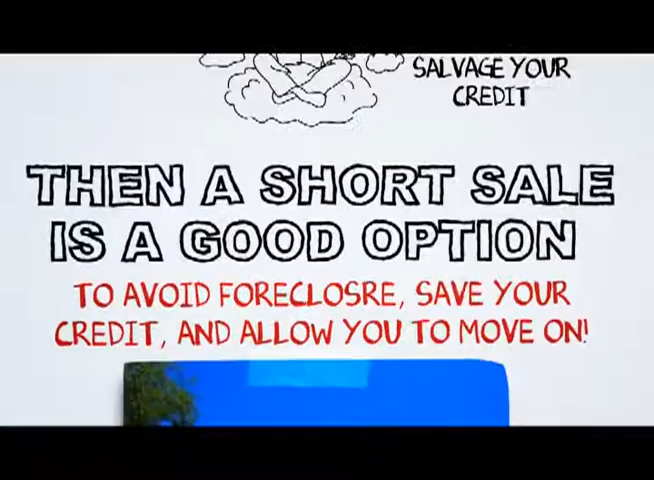 SALVAGE YOUR
CREDIT
THEN A SHORT SALE
IS A GOOD OPTION
TO AVOID FORECLOSRE, SAVE YOUR
CREDIT, AND ALLOW YOU TO MOVE ON!